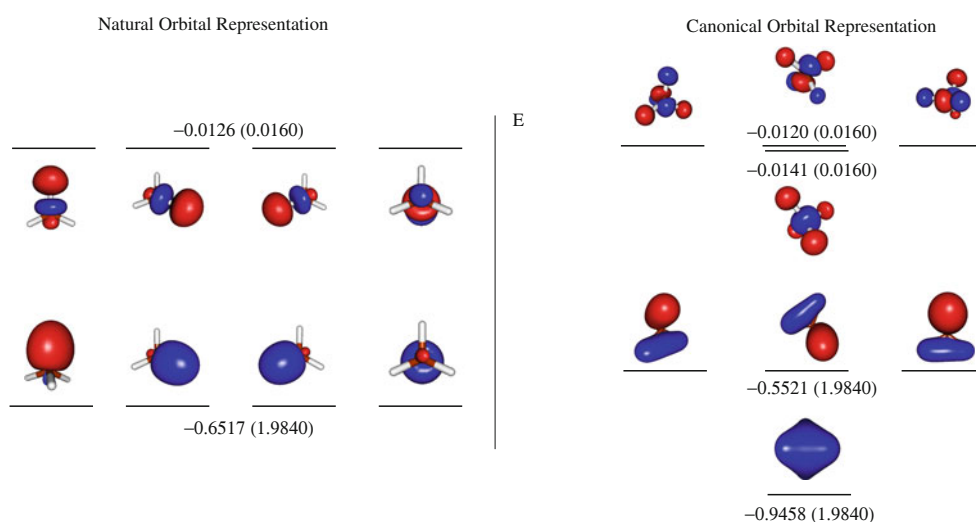 Natural Orbital Representation
−0.0126 (0.0160)
−0.6517 (1.9840)
E
Canonical Orbital Representation
−0.0120 (0.0160)
−0.0141 (0.0160)
−0.5521 (1.9840)
−0.9458 (1.9840)